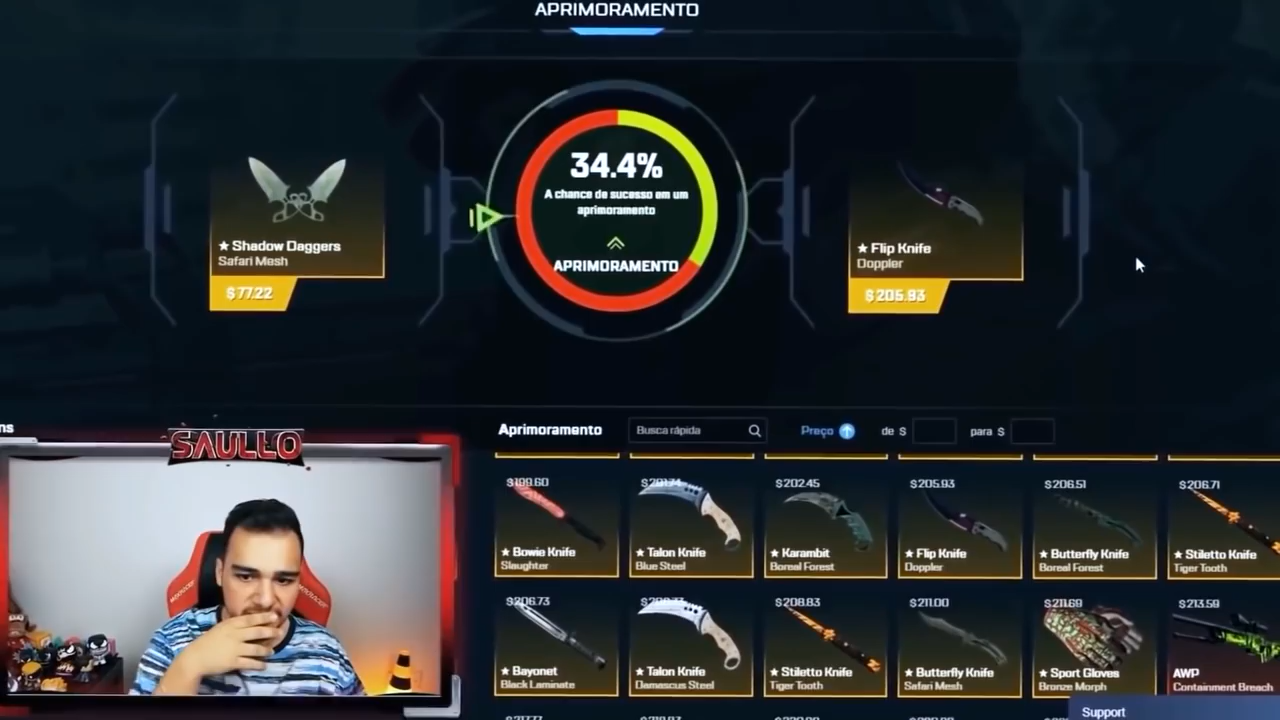 APRIMORAMENTO
34.4%
A chance de sucesso em um
aprimoramento
APRIMORAMENTO
★ Shadow Daggers
Safari Mesh
$77.22
★ Flip Knife
Doppler
$205.93
ns
SAULLO
Aprimoramento
Busca rápida
Preço
de $
para $
$199.60
★ Bowie Knife
Slaughter
★ Talon Knife
Blue Steel
$202.45
★ Karambit
Boreal Forest
$205.93
★ Flip Knife
Doppler
$206.51
★ Butterfly Knife
Boreal Forest
$206.71
★ Stiletto Knife
Tiger Tooth
$206.73
★ Bayonet
Black Laminate
★ Talon Knife
Damascus Steel
$208.83
★ Stiletto Knife
Tiger Tooth
$211.00
★ Butterfly Knife
Safari Mesh
$211.69
★ Sport Gloves
Bronze Morph
$213.59
AWP
Containment Breach
Support